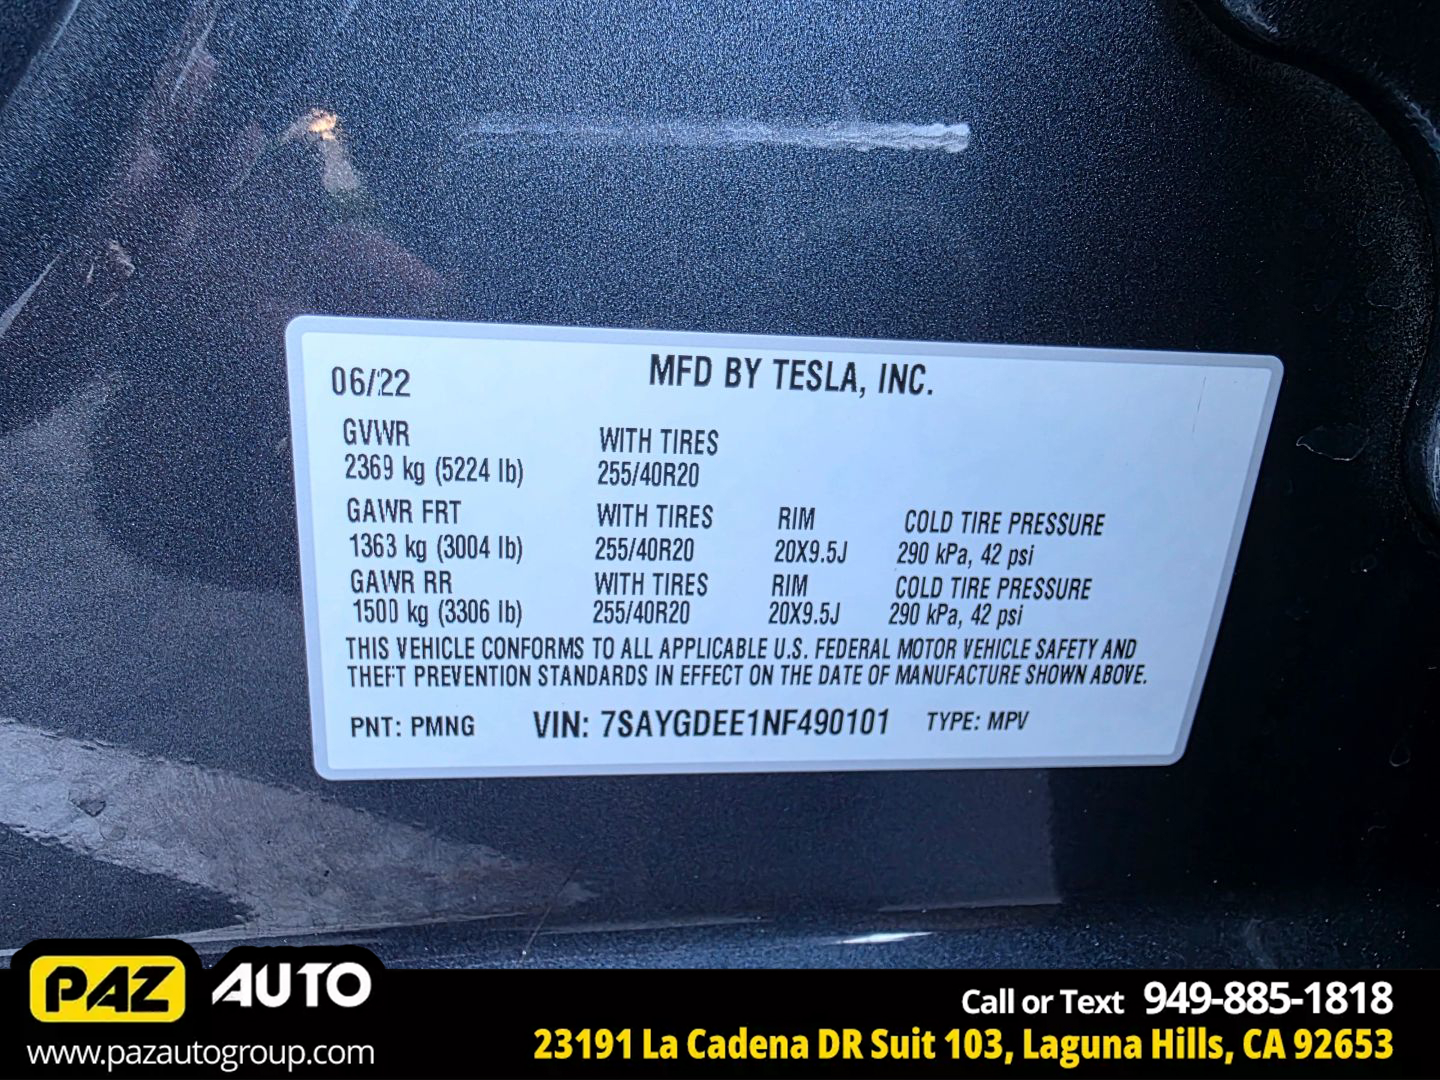 06/22
MFD BY TESLA, INC.
GVWR
WITH TIRES
2369 kg (5224 lb)
255/40R20
GAWR FRT
WITH TIRES
RIM
COLD TIRE PRESSURE
1363 kg (3004 lb)
255/40R20
20X9.5J
290 kPa, 42 psi
GAWR RR
WITH TIRES
RIM
COLD TIRE PRESSURE
1500 kg (3306 lb)
255/40R20
20X9.5J
290 kPa, 42 psi
THIS VEHICLE CONFORMS TO ALL APPLICABLE U.S. FEDERAL MOTOR VEHICLE SAFETY AND
THEFT PREVENTION STANDARDS IN EFFECT ON THE DATE OF MANUFACTURE SHOWN ABOVE.
PNT: PMNG
VIN: 7SAYGDEE1NF490101
TYPE: MPV
PAZ AUTO
www.pazautogroup.com
Call or Text 949-885-1818
23191 La Cadena DR Suit 103, Laguna Hills, CA 92653